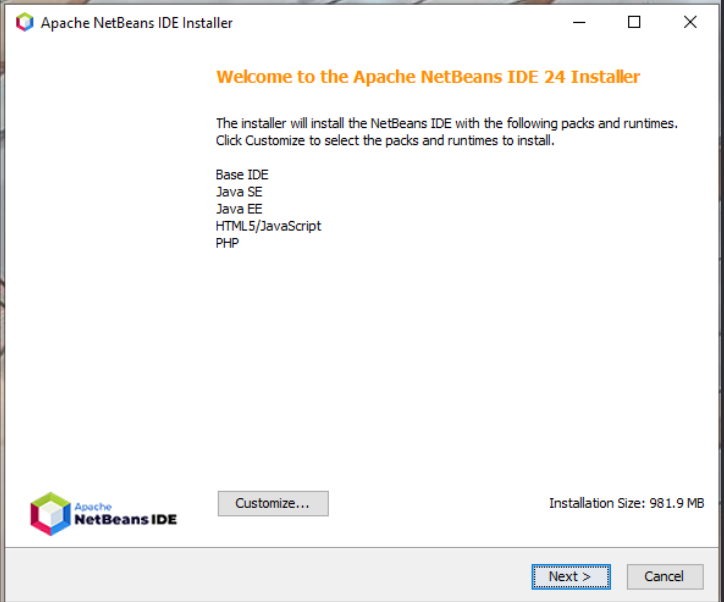 Apache NetBeans IDE Installer
Welcome to the Apache NetBeans IDE 24 Installer
The installer will install the NetBeans IDE with the following packs and runtimes.
Click Customize to select the packs and runtimes to install.
Base IDE
Java SE
Java EE
HTML5/JavaScript
PHP
Apache
NetBeans IDE
Customize...
Installation Size: 981.9 MB
Next >
Cancel